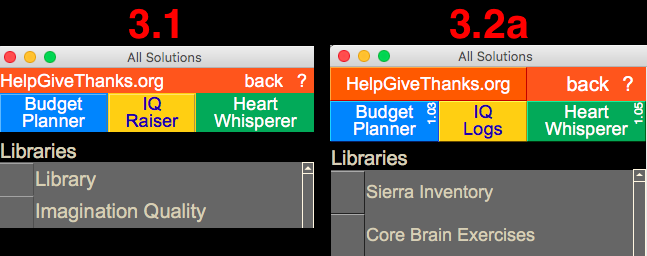 3.1
All Solutions
HelpGiveThanks.org back ?
Budget Planner
IQ Raiser
Heart Whisperer
Libraries
Library
Imagination Quality
3.2a
All Solutions
HelpGiveThanks.org back ?
Budget Planner 1.03
IQ Logs
Heart Whisperer 1.05
Libraries
Sierra Inventory
Core Brain Exercises